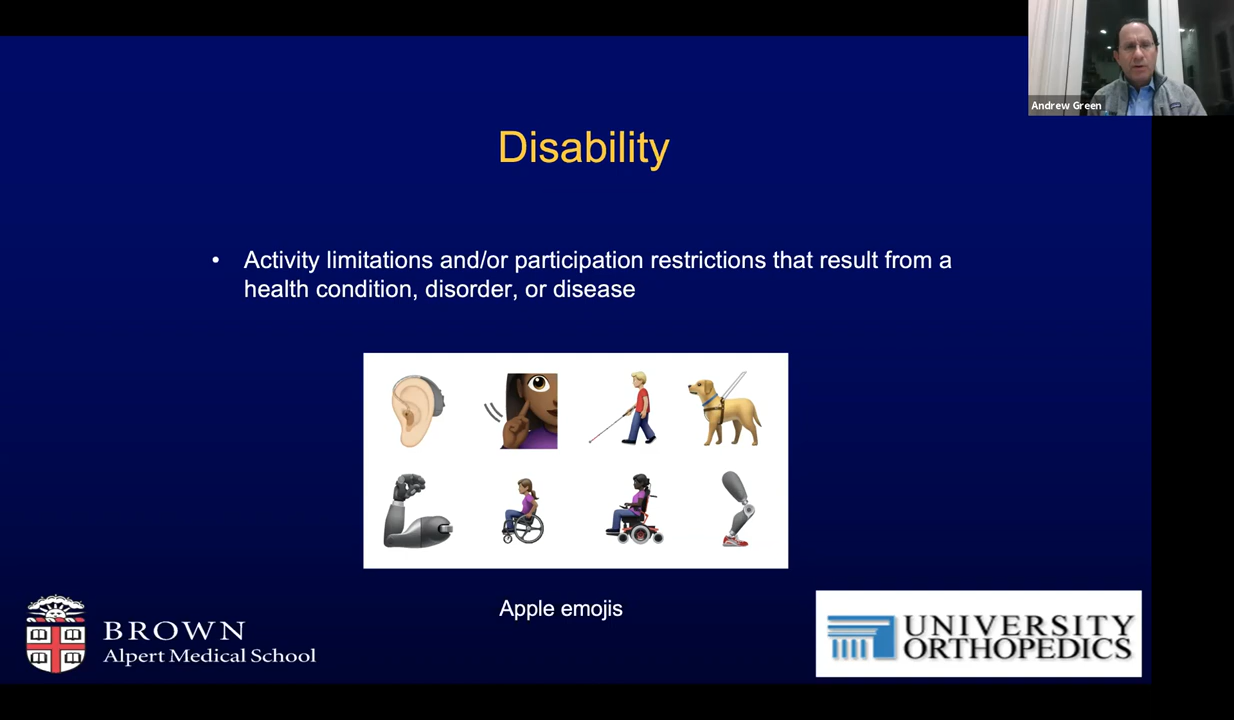 Andrew Green
Disability
• Activity limitations and/or participation restrictions that result from a
health condition, disorder, or disease
Apple emojis
BROWN
Alpert Medical School
UNIVERSITY
ORTHOPEDICS